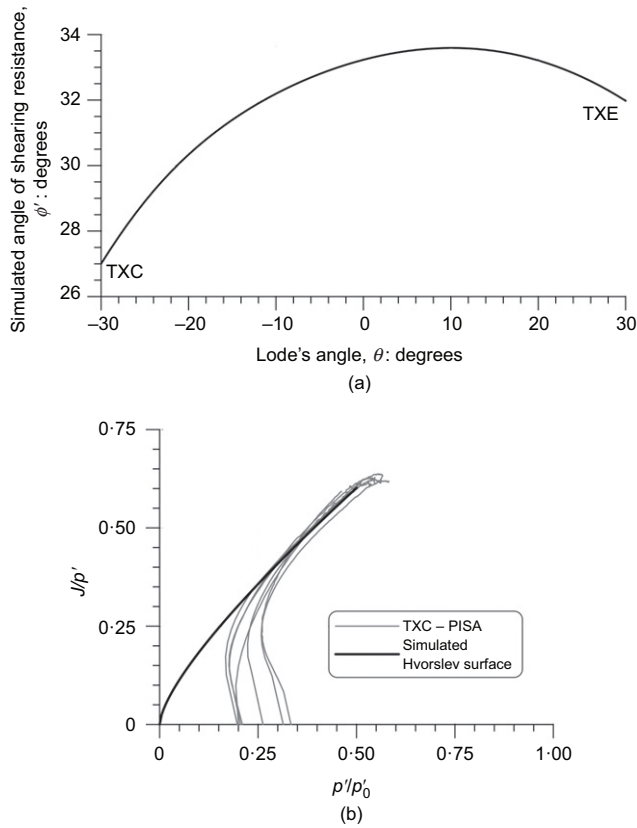 Simulated angle of shearing resistance,
ϕ′: degrees
34
32
30
28
26
TXC
TXE
–30
–20
–10
0
10
20
30
Lode's angle, θ: degrees
(a)
J/p′
0·75
0·50
0·25
0
TXC – PISA
Simulated
Hvorslev surface
0
0·25
0·50
0·75
1·00
p′/p′0
(b)